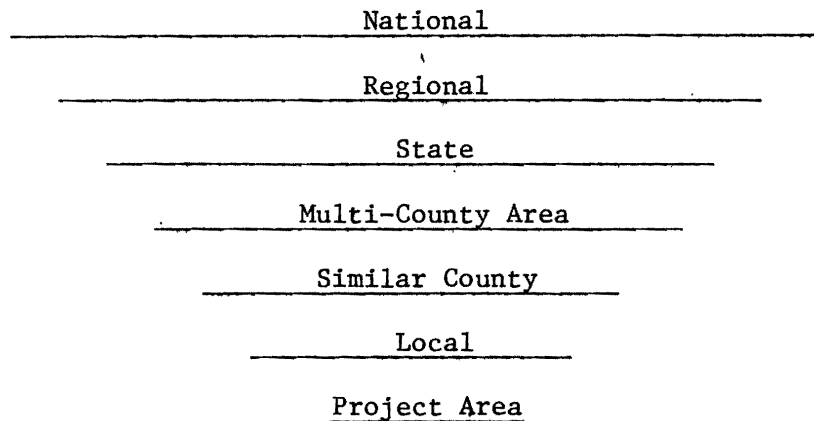 National
Regional
State
Multi-County Area
Similar County
Local
Project Area